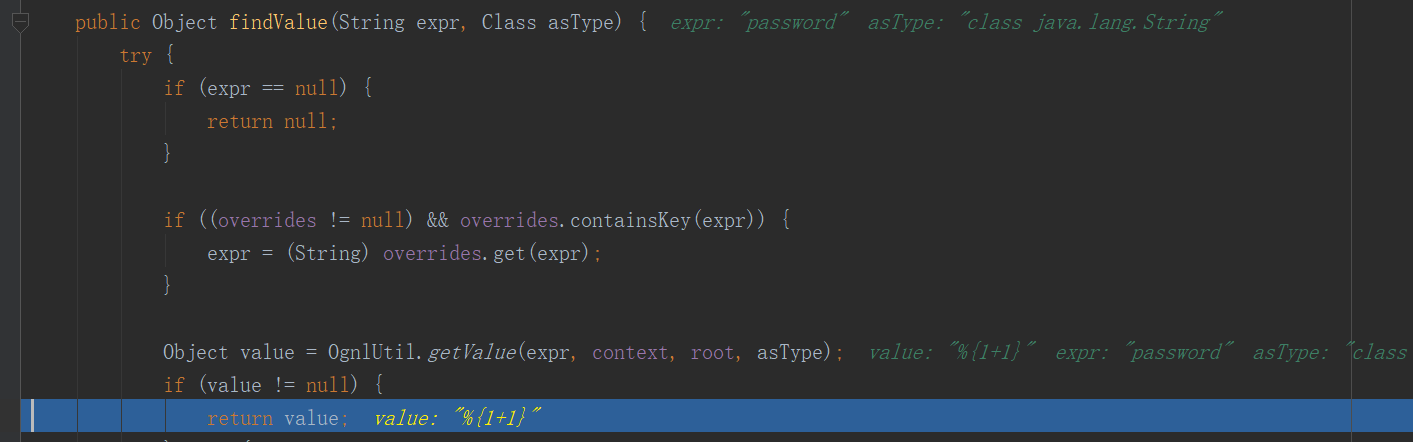 public Object findValue(String expr, Class asType) {  expr: "password"  asType: "class java.lang.String"
try {
if (expr == null) {
return null;
}
if ((overrides != null) && overrides.containsKey(expr)) {
expr = (String) overrides.get(expr);
}
Object value = OgnlUtil.getValue(expr, context, root, asType);  value: "%{1+1}"  expr: "password"  asType: "class
if (value != null) {
return value;  value: "%{1+1}"